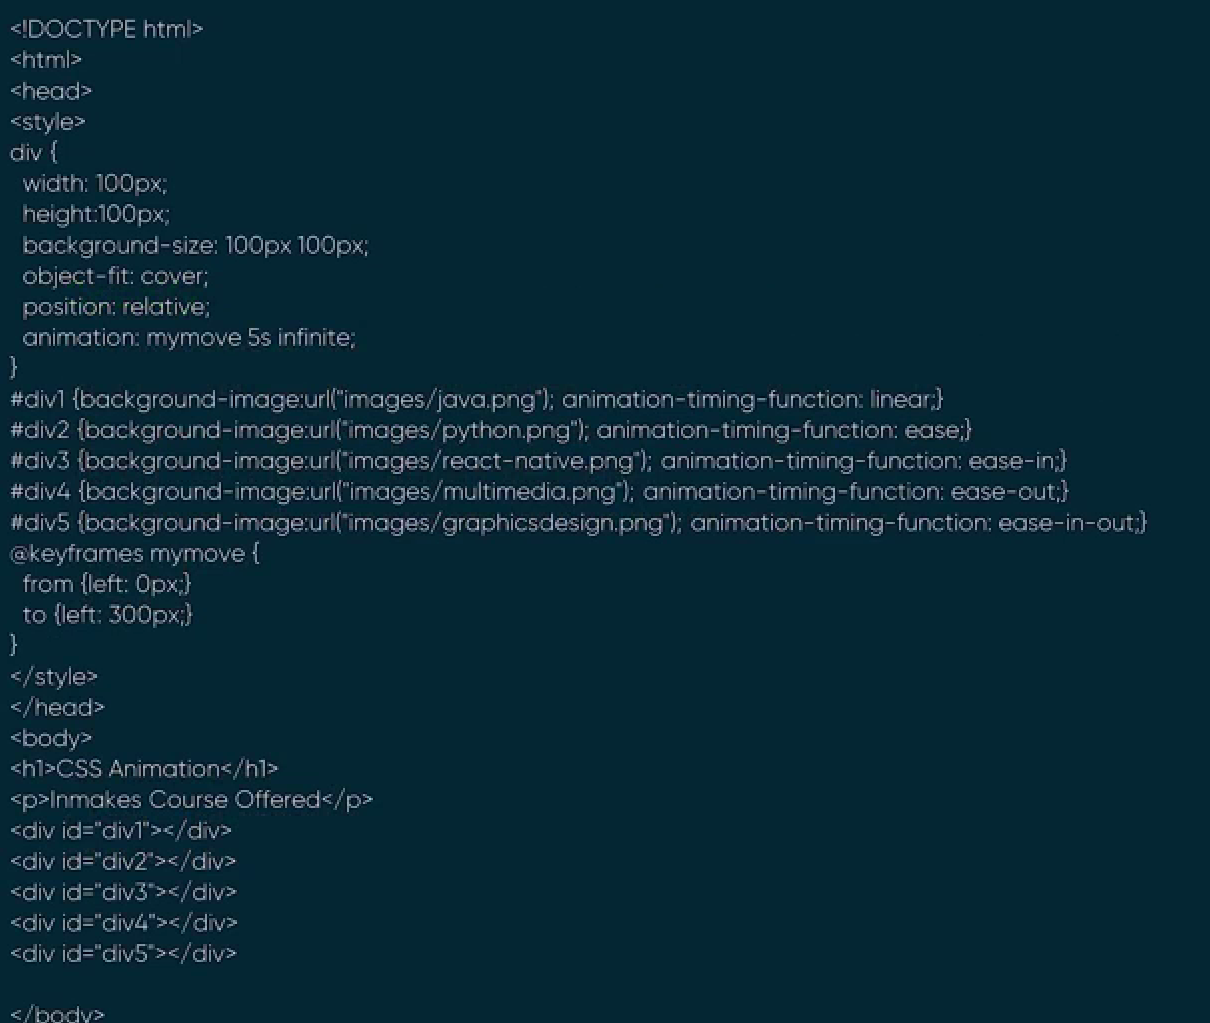 <!DOCTYPE html>
<html>
<head>
<style>
div {
  width: 100px;
  height:100px;
  background-size: 100px 100px;
  object-fit: cover;
  position: relative;
  animation: mymove 5s infinite;
}
#div1 {background-image:url("images/java.png"); animation-timing-function: linear;}
#div2 {background-image:url("images/python.png"); animation-timing-function: ease;}
#div3 {background-image:url("images/react-native.png"); animation-timing-function: ease-in;}
#div4 {background-image:url("images/multimedia.png"); animation-timing-function: ease-out;}
#div5 {background-image:url("images/graphicsdesign.png"); animation-timing-function: ease-in-out;}
@keyframes mymove {
  from {left: 0px;}
  to {left: 300px;}
}
</style>
</head>
<body>
<h1>CSS Animation</h1>
<p>Inmakes Course Offered</p>
<div id="div1"></div>
<div id="div2"></div>
<div id="div3"></div>
<div id="div4"></div>
<div id="div5"></div>
</body>